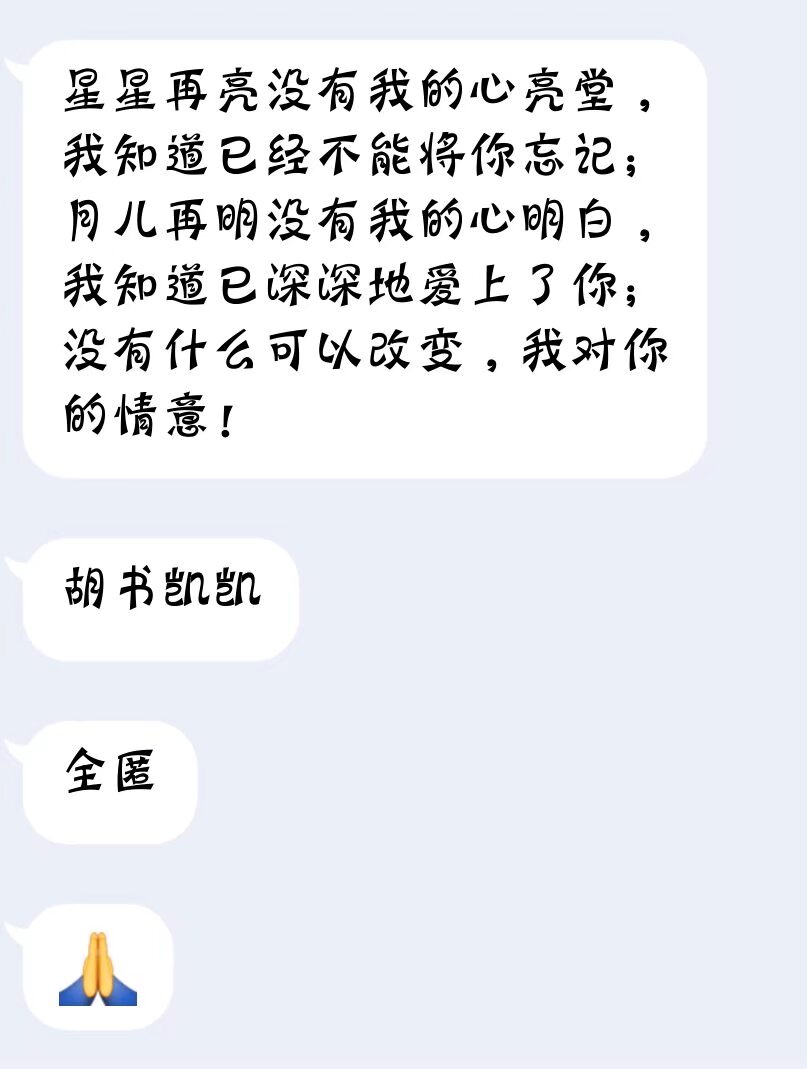 星星再亮没有我的心亮堂，
我知道已经不能将你忘记；
月儿再明没有我的心明白，
我知道已深深地爱上了你；
没有什么可以改变，我对你
的情意！
胡书凯凯
全匿
🙏